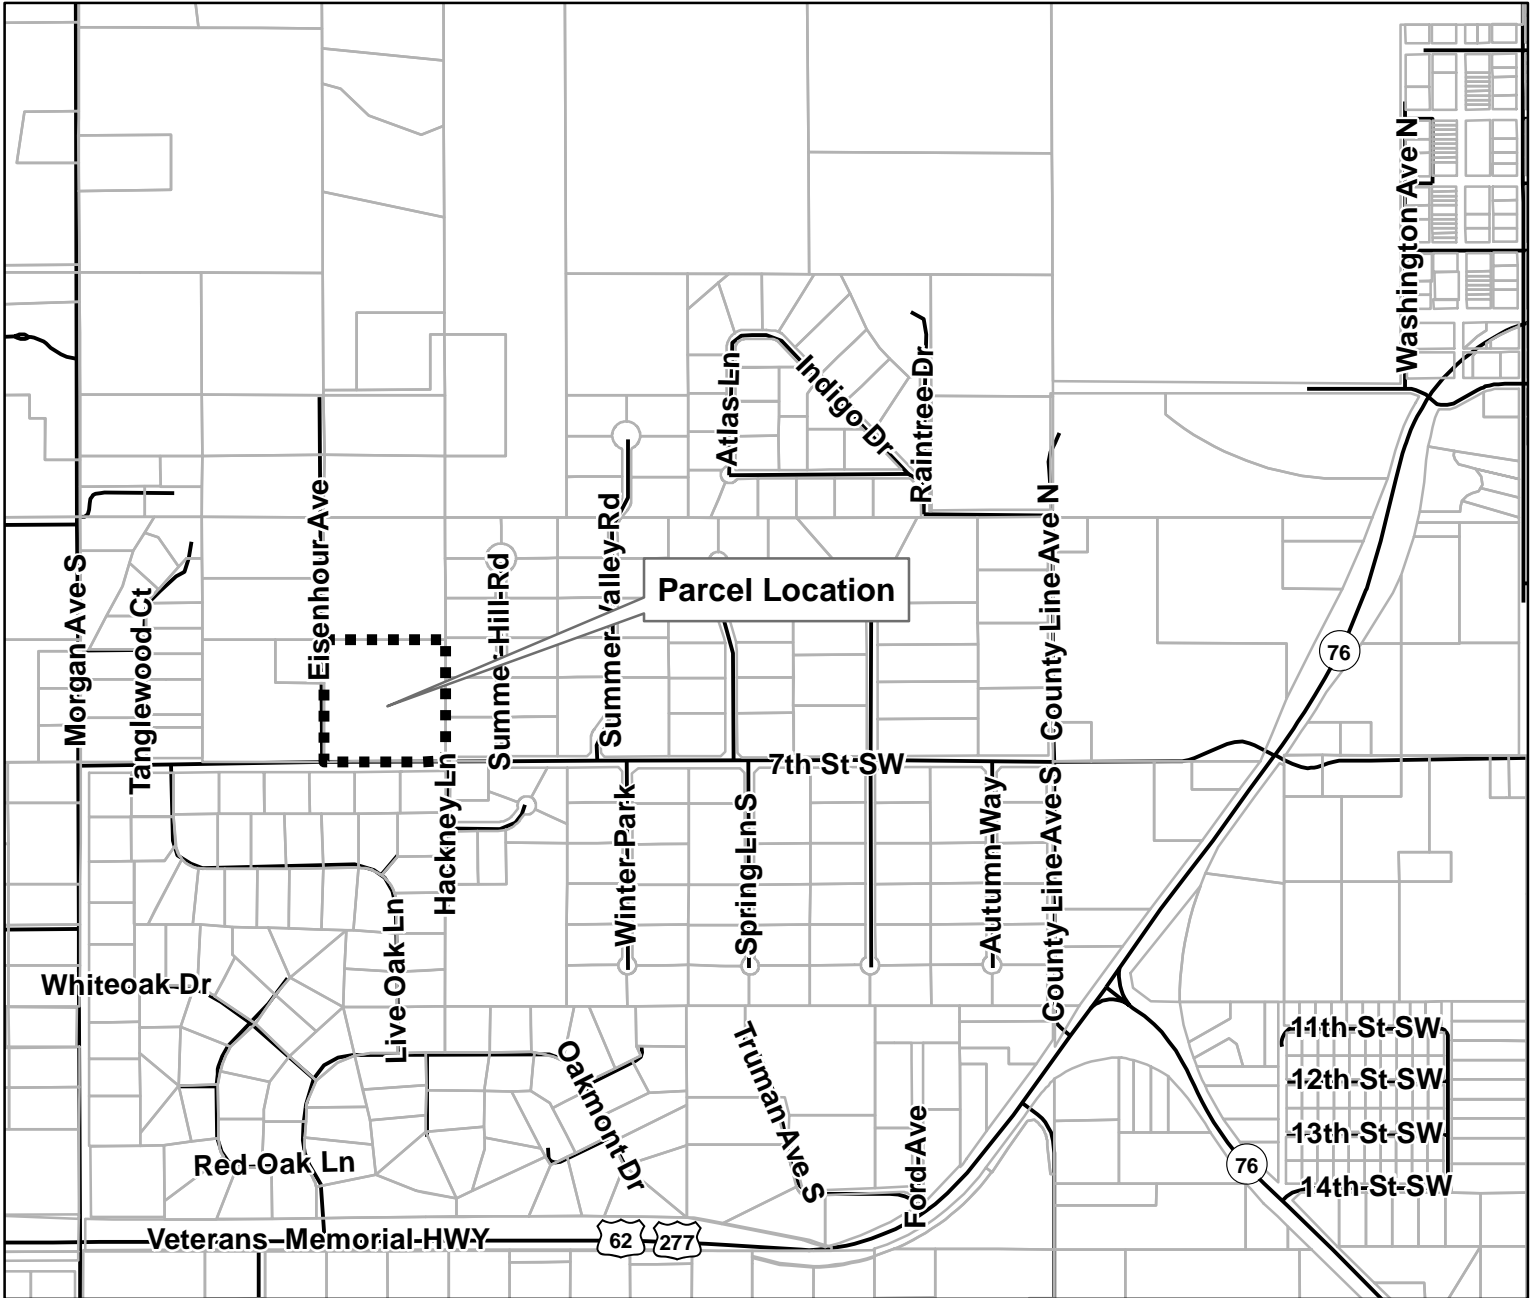 Washington Ave N
Atlas Ln
Indigo Dr
Raintree Dr
Eisenhour Ave
Summer Valley Rd
County Line Ave N
Morgan Ave S
Tanglewood Ct
Summer Hill Rd
Parcel Location
76
7th St SW
Hackney Ln
Winter Park
Spring Ln S
Autumn Way
County Line Ave S
Live Oak Ln
Whiteoak Dr
Oakmont Dr
Truman Ave S
Ford Ave
11th St SW
12th St SW
13th St SW
14th St SW
Red Oak Ln
76
Veterans Memorial HWY
62
277